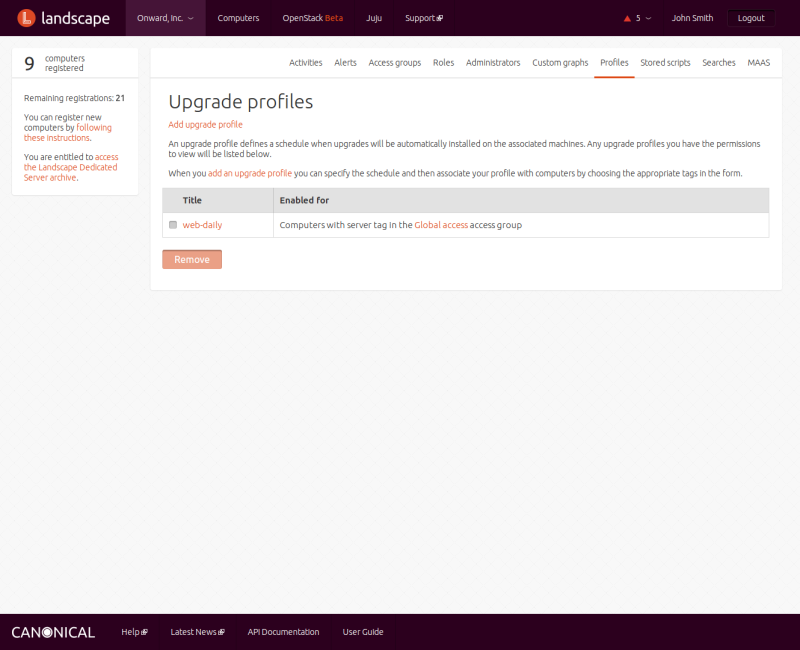 landscape
Onward, Inc.
Computers
OpenStack Beta
Juju
Support
5
John Smith
Logout
9 computers
registered
Remaining registrations: 21
You can register new
computers by following
these instructions.
You are entitled to access
the Landscape Dedicated
Server archive.
Activities
Alerts
Access groups
Roles
Administrators
Custom graphs
Profiles
Stored scripts
Searches
MAAS
Upgrade profiles
Add upgrade profile
An upgrade profile defines a schedule when upgrades will be automatically installed on the associated machines. Any upgrade profiles you have the permissions
to view will be listed below.
When you add an upgrade profile you can specify the schedule and then associate your profile with computers by choosing the appropriate tags in the form.
Title
Enabled for
web-daily
Computers with server tag in the Global access access group
Remove
CANONICAL
Help
Latest News
API Documentation
User Guide